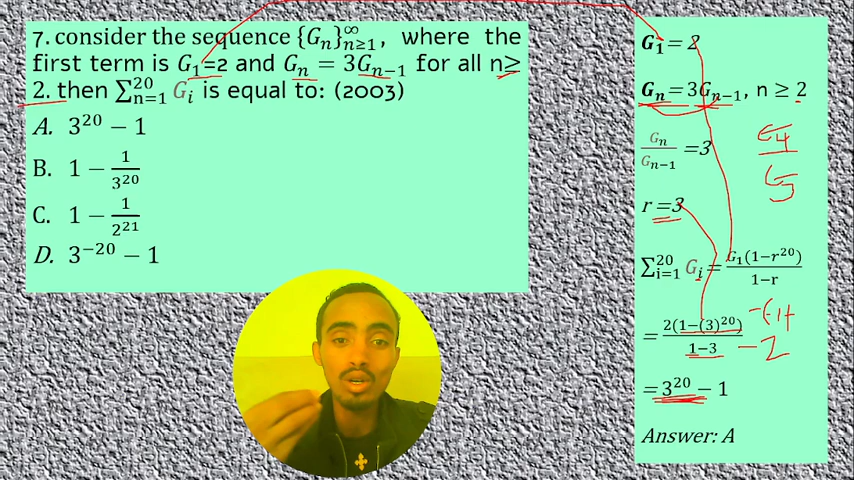 7. consider the sequence {Gₙ}ₙ≥₁^∞, where the
first term is G₁=2 and Gₙ = 3Gₙ₋₁ for all n≥
2. then ∑ₙ₌₁²⁰ Gᵢ is equal to: (2003)
A. 3²⁰ − 1
B. 1 − 1/3²⁰
C. 1 − 1/2²¹
D. 3⁻²⁰ − 1
G₁= 2
Gₙ = 3Gₙ₋₁, n ≥ 2
Gₙ/Gₙ₋₁ =3
r =3
∑ᵢ₌₁²⁰ Gᵢ = G₁(1−r²⁰)/1−r
= 2(1−(3)²⁰)/1−3
= 3²⁰ − 1
Answer: A
−2